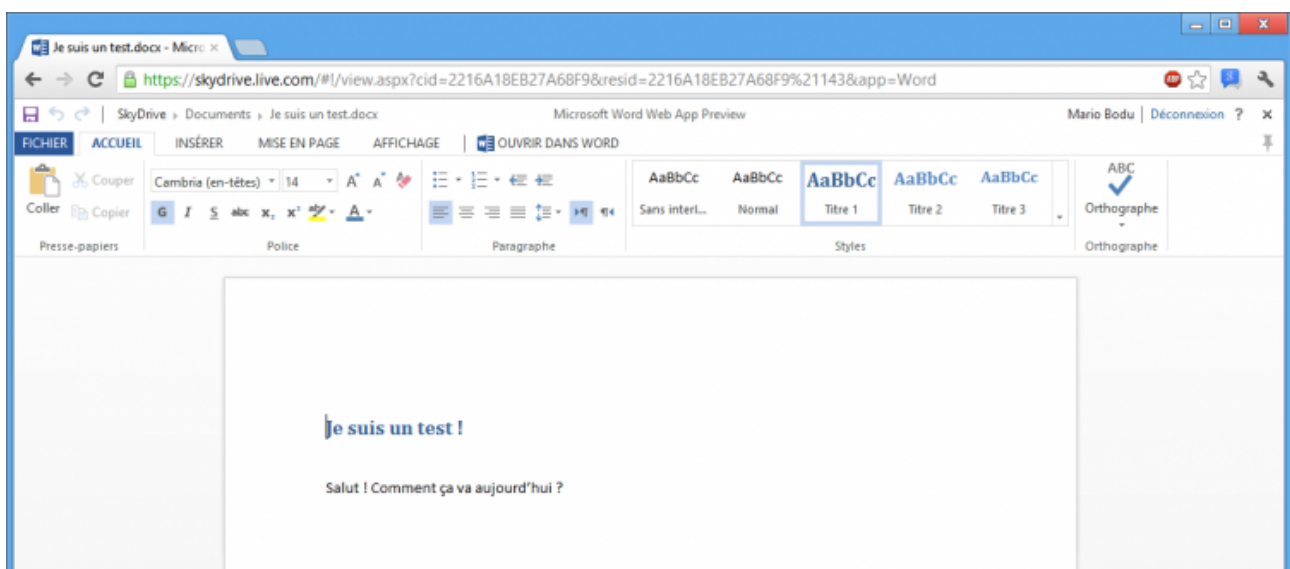 Je suis un test.docx - Micro
https://skydrive.live.com/#!/view.aspx?cid=2216A18EB27A68F9&resid=2216A18EB27A68F9%21143&app=Word
SkyDrive Documents Je suis un test.docx Microsoft Word Web App Preview Mario Bodu Déconnexion ?
FICHIER ACCUEIL INSÉRER MISE EN PAGE AFFICHAGE OUVRIR DANS WORD
Coller Couper Copier
Cambria (en-têtes) 14 A A
G I S abc x₂ x² aby A
AaBbCc AaBbCc AaBbCc AaBbCc AaBbCc
Sans interl... Normal Titre 1 Titre 2 Titre 3
ABC
Orthographe
Presse-papiers Police Paragraphe Styles Orthographe
Je suis un test !
Salut ! Comment ça va aujourd'hui ?